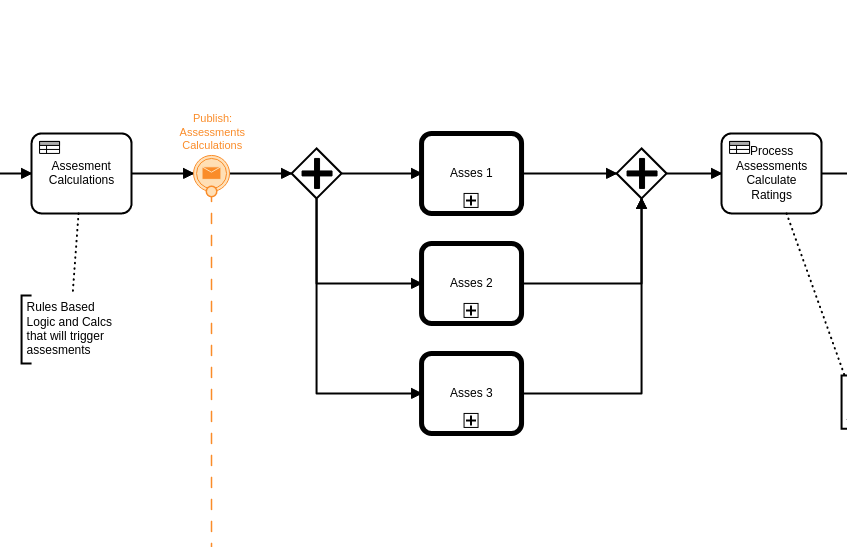 Publish:
Assessments
Calculations
Assesment
Calculations
Asses 1
Process
Assessments
Calculate
Ratings
Asses 2
Rules Based
Logic and Calcs
that will trigger
assesments
Asses 3